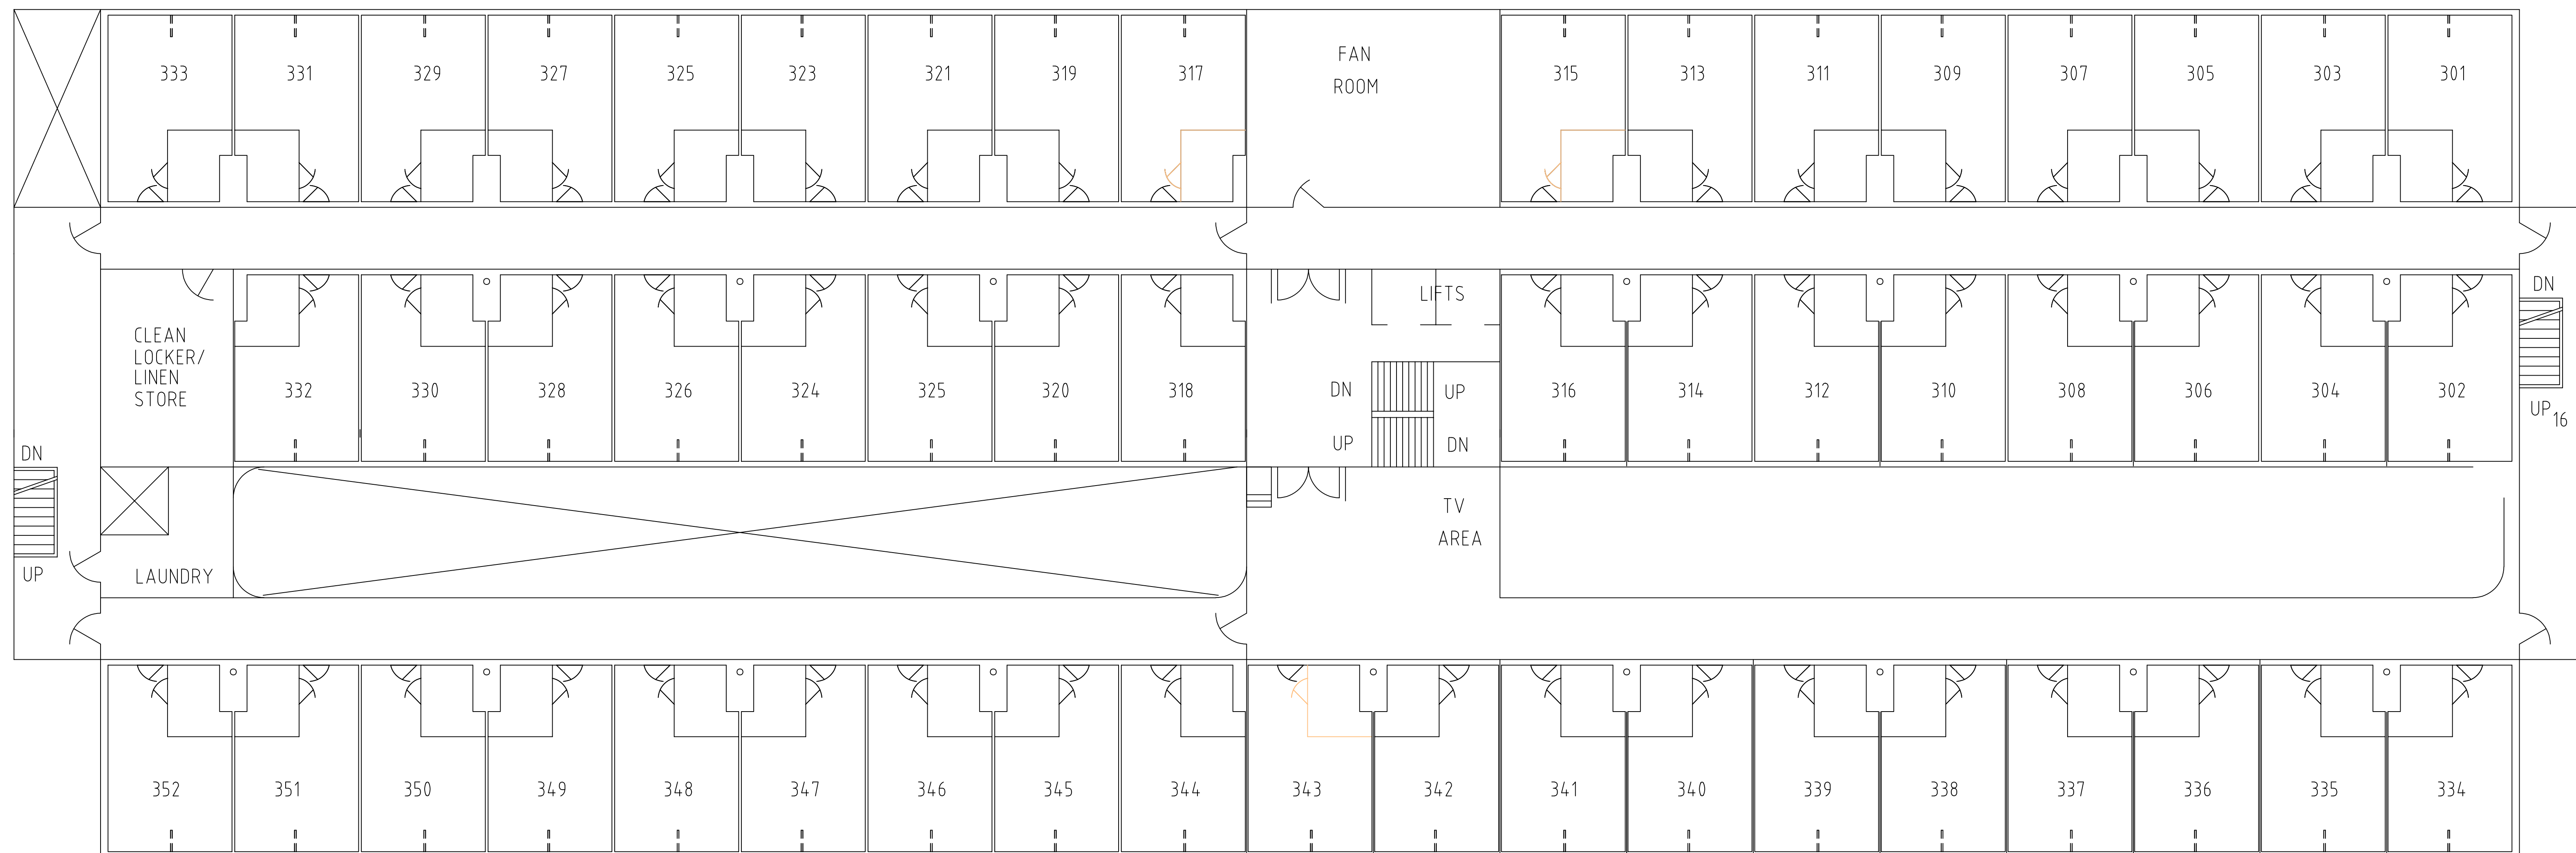 333 331 329 327 325 323 321 319 317
FAN
ROOM
315 313 311 309 307 305 303 301
LIFTS
DN
CLEAN
LOCKER/
LINEN
STORE
332 330 328 326 324 325 320 318
DN UP
UP DN
316 314 312 310 308 306 304 302
UP 16
DN
UP
LAUNDRY
TV
AREA
352 351 350 349 348 347 346 345 344 343 342 341 340 339 338 337 336 335 334